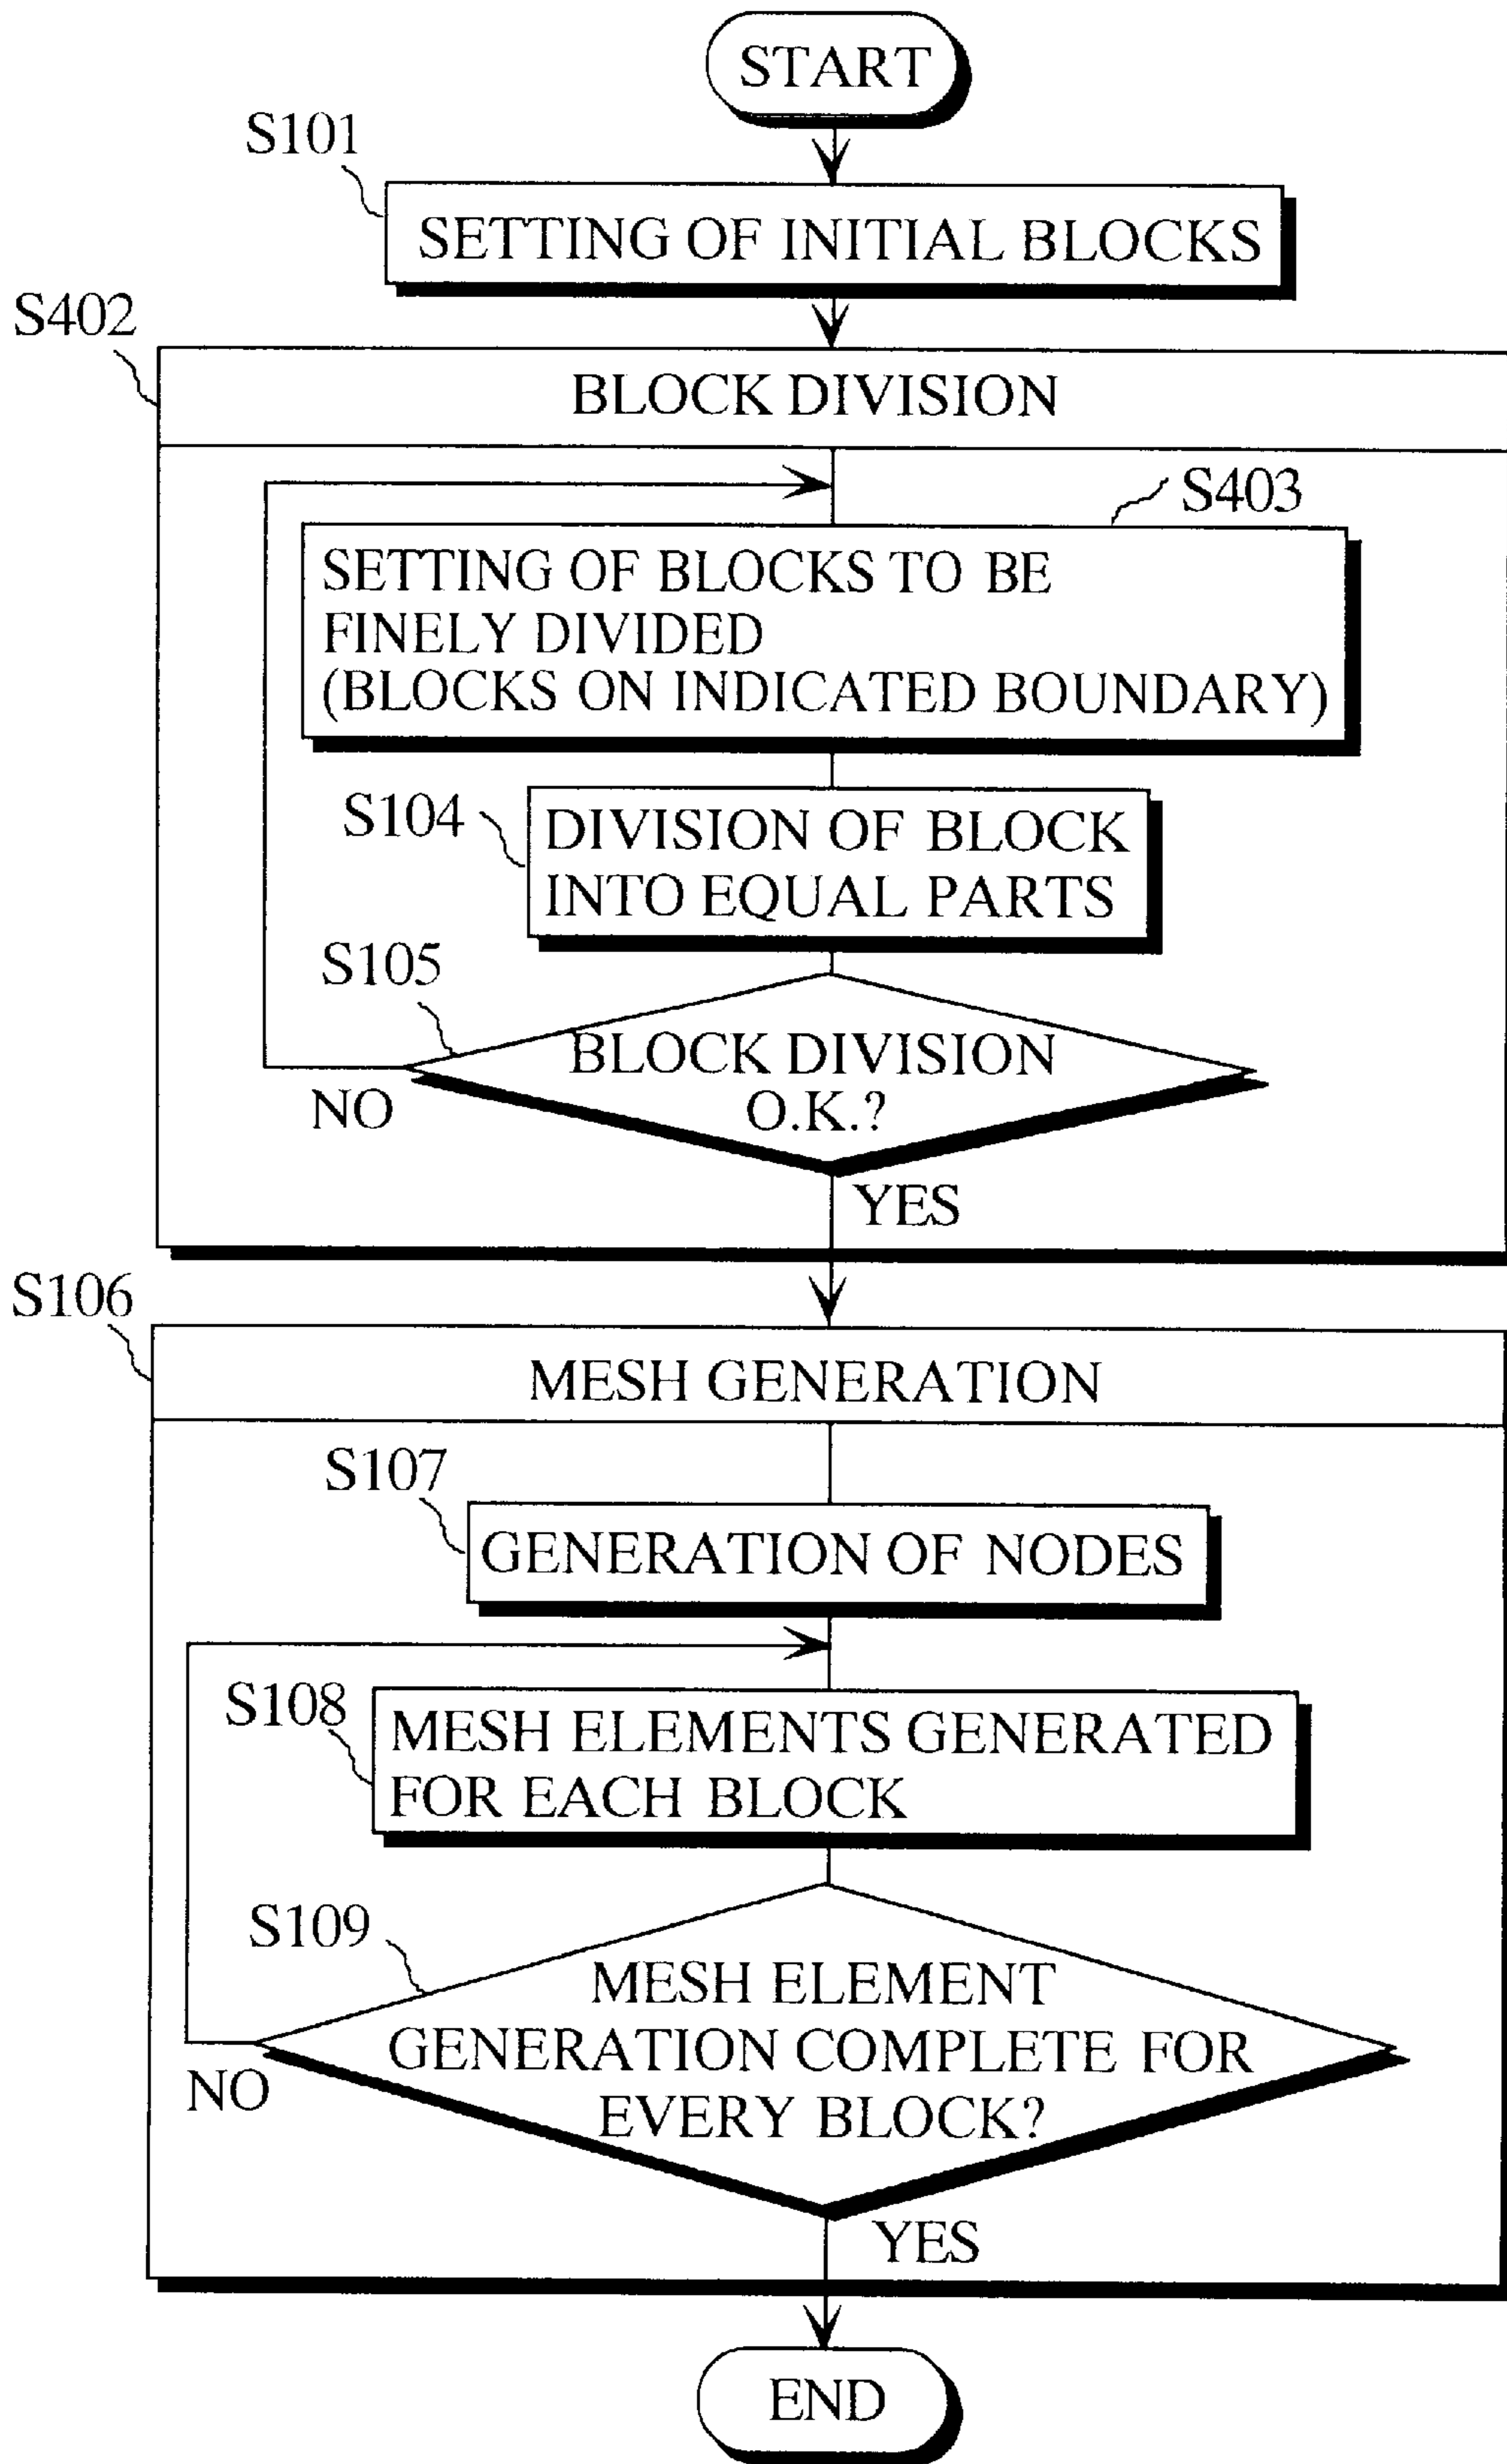 START
S101
SETTING OF INITIAL BLOCKS
S402
BLOCK DIVISION
S403
SETTING OF BLOCKS TO BE
FINELY DIVIDED
(BLOCKS ON INDICATED BOUNDARY)
S104
DIVISION OF BLOCK
INTO EQUAL PARTS
S105
BLOCK DIVISION
O.K.?
NO
YES
S106
MESH GENERATION
S107
GENERATION OF NODES
S108
MESH ELEMENTS GENERATED
FOR EACH BLOCK
S109
MESH ELEMENT
GENERATION COMPLETE FOR
EVERY BLOCK?
NO
YES
END